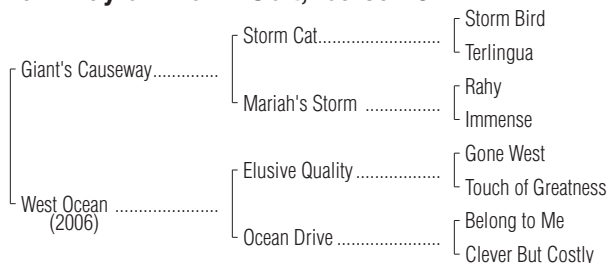 Storm Bird
Storm Cat........................
Terlingua
Giant's Causeway.............
Rahy
Mariah's Storm ...............
Immense
Gone West
Elusive Quality .................
Touch of Greatness
West Ocean ....................
(2006)
Belong to Me
Ocean Drive .....................
Clever But Costly